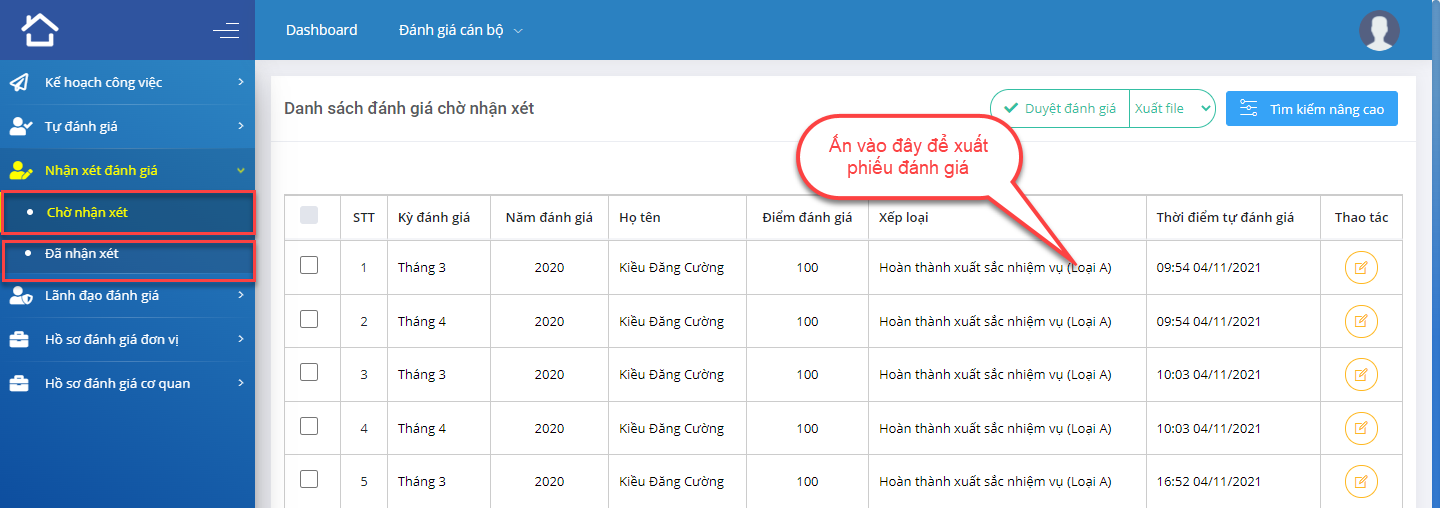 Dashboard Đánh giá cán bộ
Kế hoạch công việc
Tự đánh giá
Nhận xét đánh giá
Chờ nhận xét
Đã nhận xét
Lãnh đạo đánh giá
Hồ sơ đánh giá đơn vị
Hồ sơ đánh giá cơ quan
Danh sách đánh giá chờ nhận xét
Duyệt đánh giá Xuất file Tìm kiếm nâng cao
Ấn vào đây để xuất
phiếu đánh giá
STT Kỳ đánh giá Năm đánh giá Họ tên Điểm đánh giá Xếp loại Thời điểm tự đánh giá Thao tác
1 Tháng 3 2020 Kiều Đăng Cường 100 Hoàn thành xuất sắc nhiệm vụ (Loại A) 09:54 04/11/2021
2 Tháng 4 2020 Kiều Đăng Cường 100 Hoàn thành xuất sắc nhiệm vụ (Loại A) 09:54 04/11/2021
3 Tháng 3 2020 Kiều Đăng Cường 100 Hoàn thành xuất sắc nhiệm vụ (Loại A) 10:03 04/11/2021
4 Tháng 4 2020 Kiều Đăng Cường 100 Hoàn thành xuất sắc nhiệm vụ (Loại A) 10:03 04/11/2021
5 Tháng 3 2020 Kiều Đăng Cường 100 Hoàn thành xuất sắc nhiệm vụ (Loại A) 16:52 04/11/2021